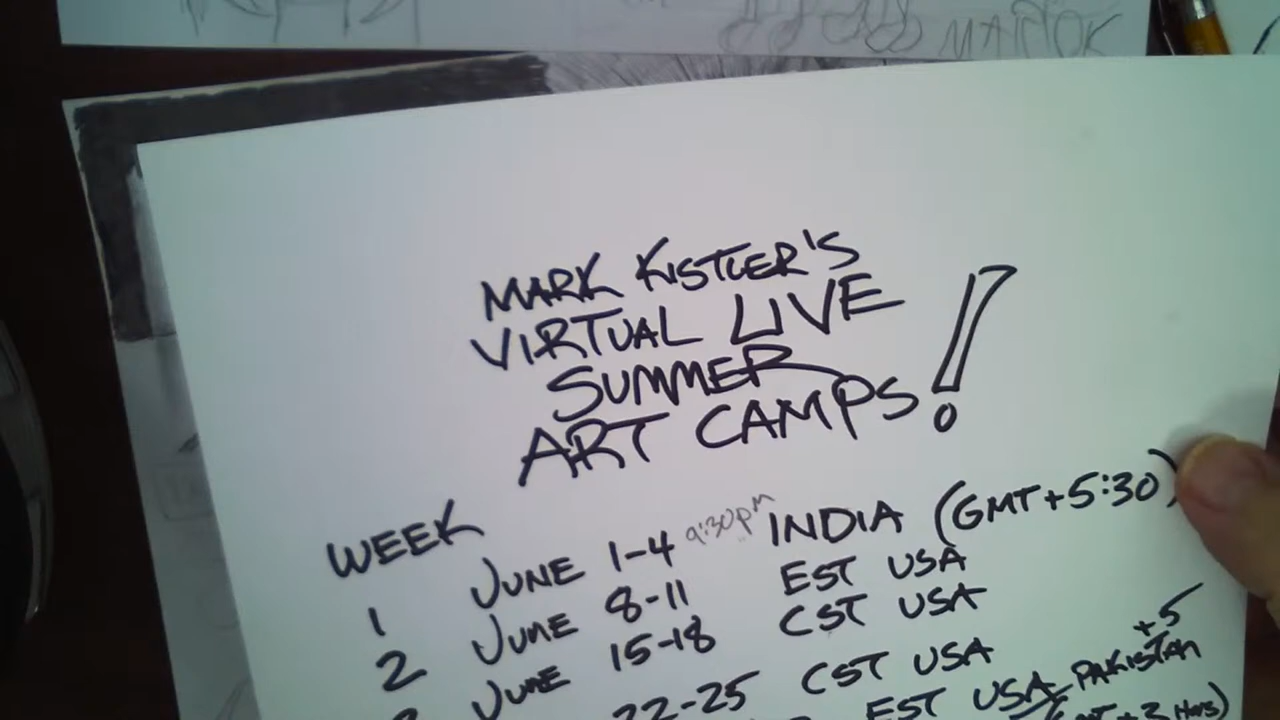 MARK KISTLER'S
VIRTUAL LIVE
SUMMER
ART CAMPS!
WEEK
1 JUNE 1-4 9:30pm INDIA (GMT+5:30)
2 JUNE 8-11 EST USA
JUNE 15-18 CST USA
22-25 CST USA
EST USA PAKISTAN +5